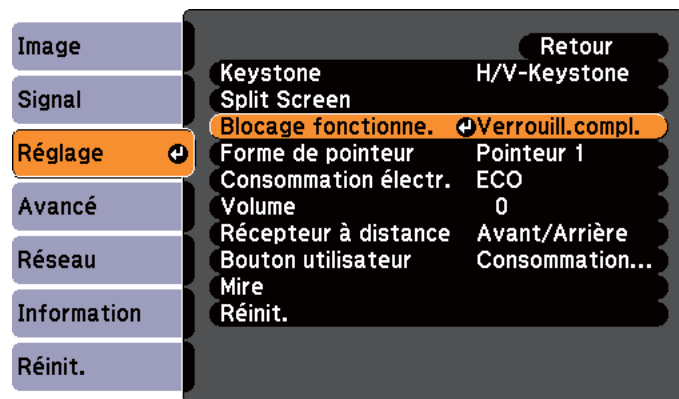 Image
Signal
Réglage
Avancé
Réseau
Information
Réinit.
Retour
Keystone H/V-Keystone
Split Screen
Blocage fonctionne. Verrouill.compl.
Forme de pointeur Pointeur 1
Consommation électr. ECO
Volume 0
Récepteur à distance Avant/Arrière
Bouton utilisateur Consommation...
Mire
Réinit.